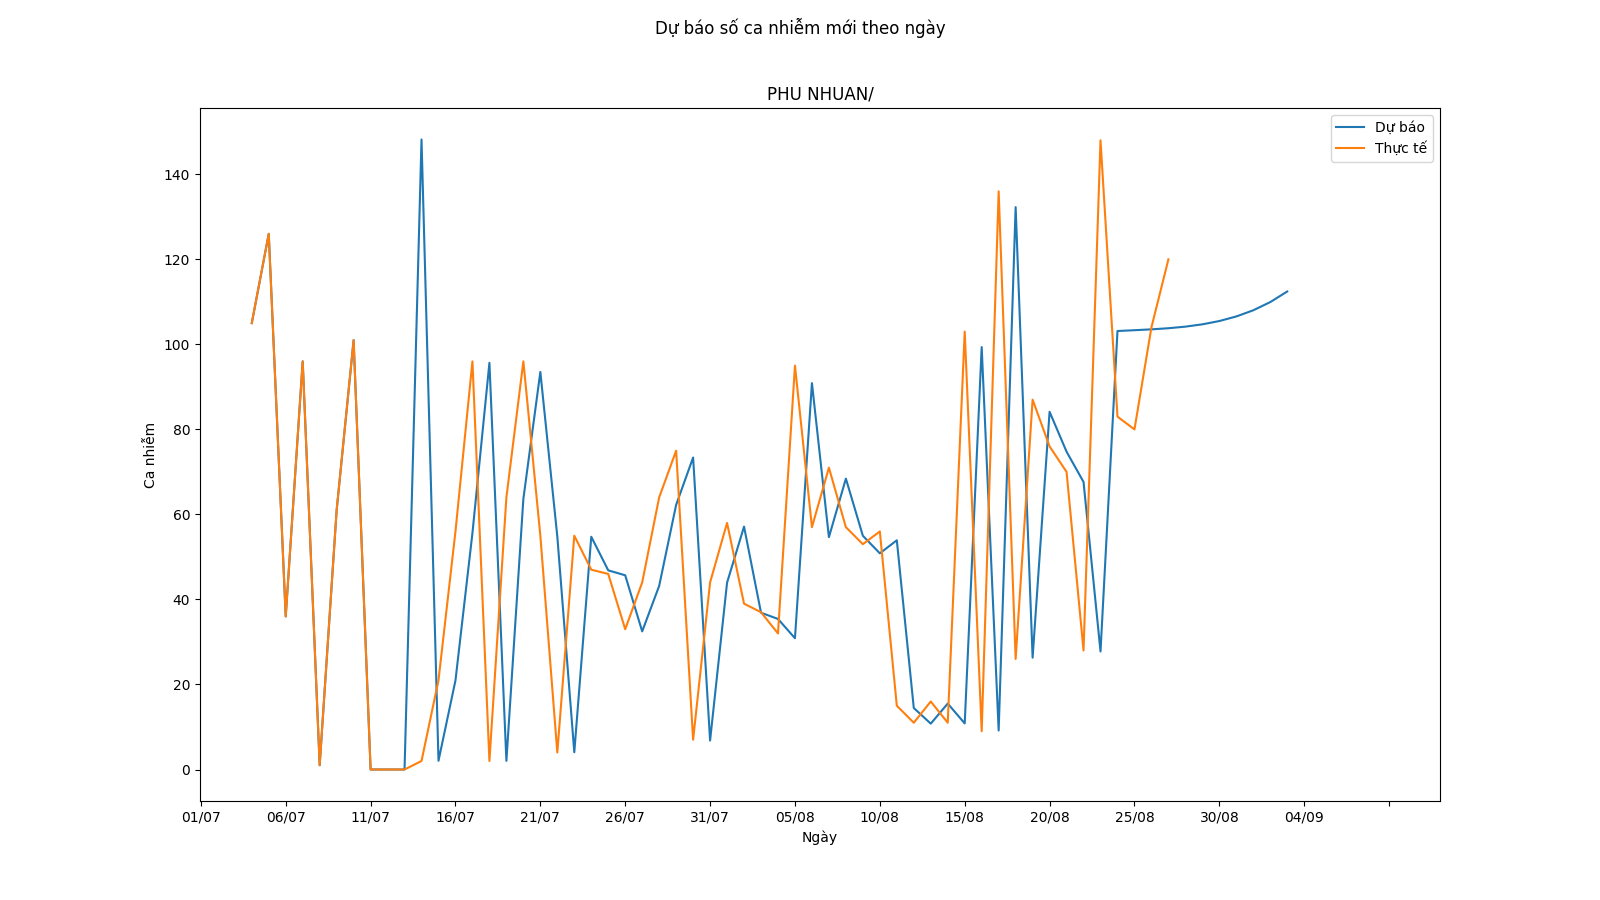 Dự báo số ca nhiễm mới theo ngày
PHU NHUAN/
Dự báo
Thực tế
140
120
100
80
60
40
20
0
Ca nhiễm
01/07 06/07 11/07 16/07 21/07 26/07 31/07 05/08 10/08 15/08 20/08 25/08 30/08 04/09
Ngày